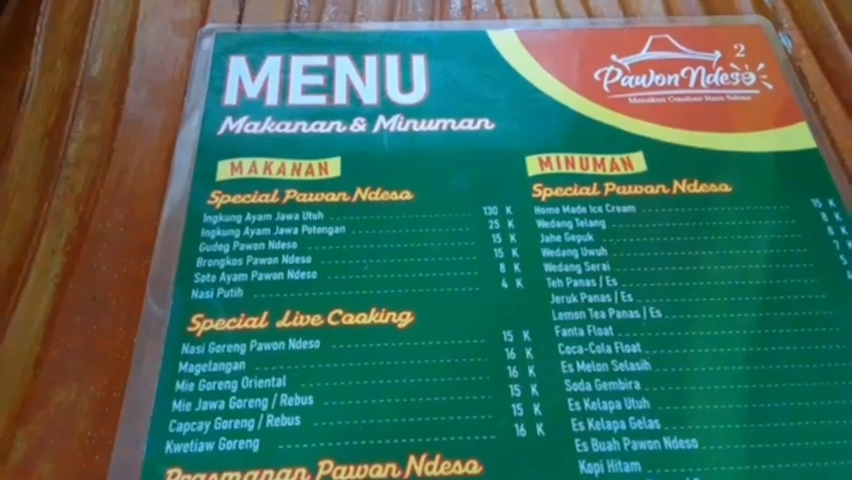 MENU
Makanan & Minuman
2
Pawon Ndeso
MAKANAN
Special Pawon Ndeso
Ingkung Ayam Jawa Utuh 130 K
Ingkung Ayam Jawa Potongan 25 K
Gudeg Pawon Ndeso 15 K
Brongkos Pawon Ndeso 15 K
Soto Ayam Pawon Ndeso 8 K
Nasi Putih 4 K
Special Live Cooking
Nasi Goreng Pawon Ndeso 15 K
Magelangan 16 K
Mie Goreng Oriental 16 K
Mie Jawa Goreng / Rebus 15 K
Capcay Goreng / Rebus 15 K
Kwetiaw Goreng 16 K
Prasmanan Pawon Ndeso
MINUMAN
Special Pawon Ndeso
Home Made Ice Cream 15 K
Wedang Telang 8 K
Jahe Gepuk 8 K
Wedang Uwuh 7 K
Wedang Serai 5
Teh Panas / Es
Jeruk Panas / Es
Lemon Tea Panas / Es
Fanta Float
Coca-Cola Float
Es Melon Selasih
Soda Gembira
Es Kelapa Utuh
Es Kelapa Gelas
Es Buah Pawon Ndeso
Kopi Hitam